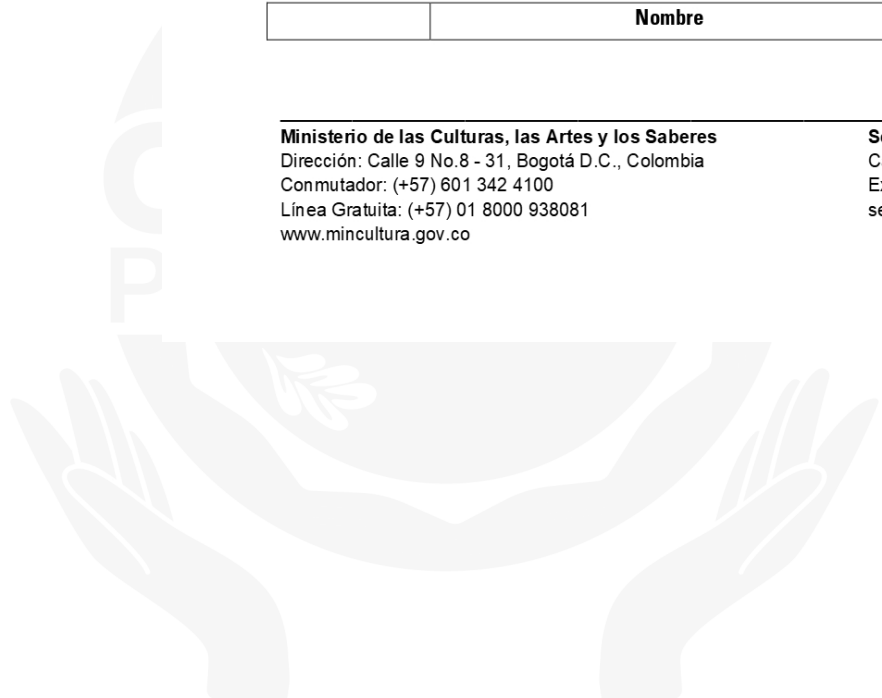 Nombre
Ministerio de las Culturas, las Artes y los Saberes
Dirección: Calle 9 No.8 - 31, Bogotá D.C., Colombia
Conmutador: (+57) 601 342 4100
Línea Gratuita: (+57) 01 8000 938081
www.mincultura.gov.co